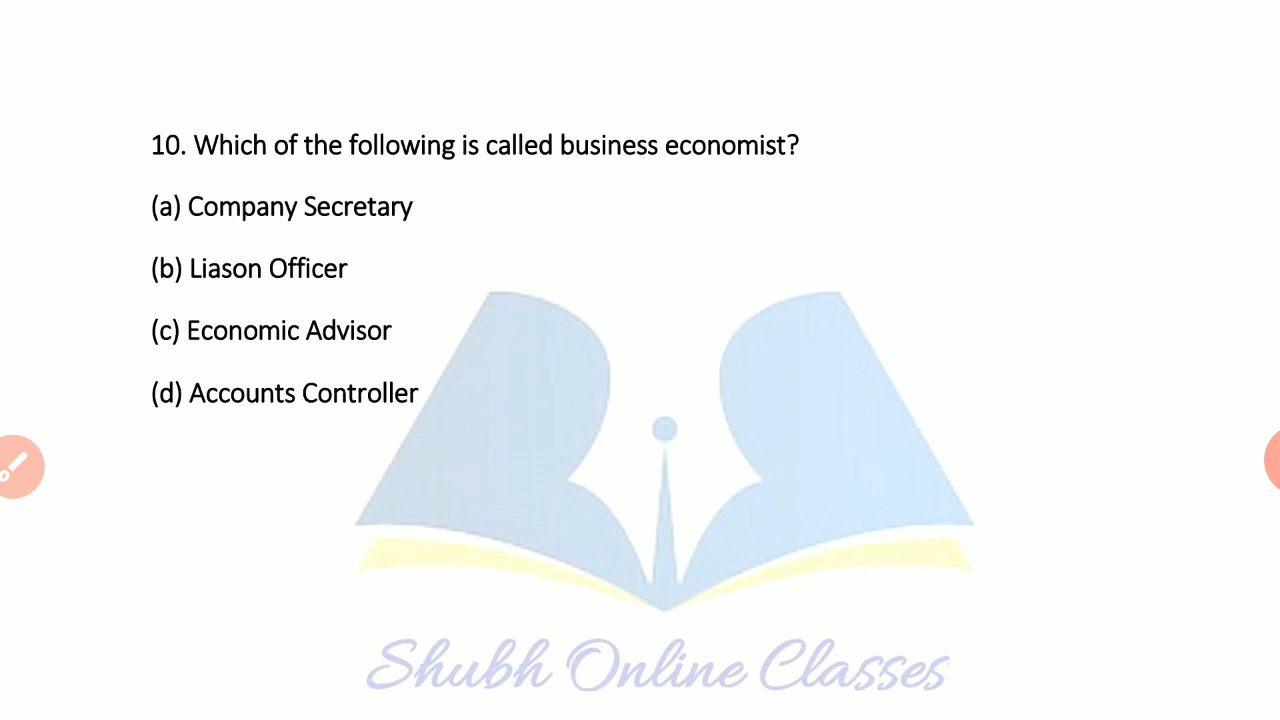 10. Which of the following is called business economist?
(a) Company Secretary
(b) Liason Officer
(c) Economic Advisor
(d) Accounts Controller
Shubh Online Classes